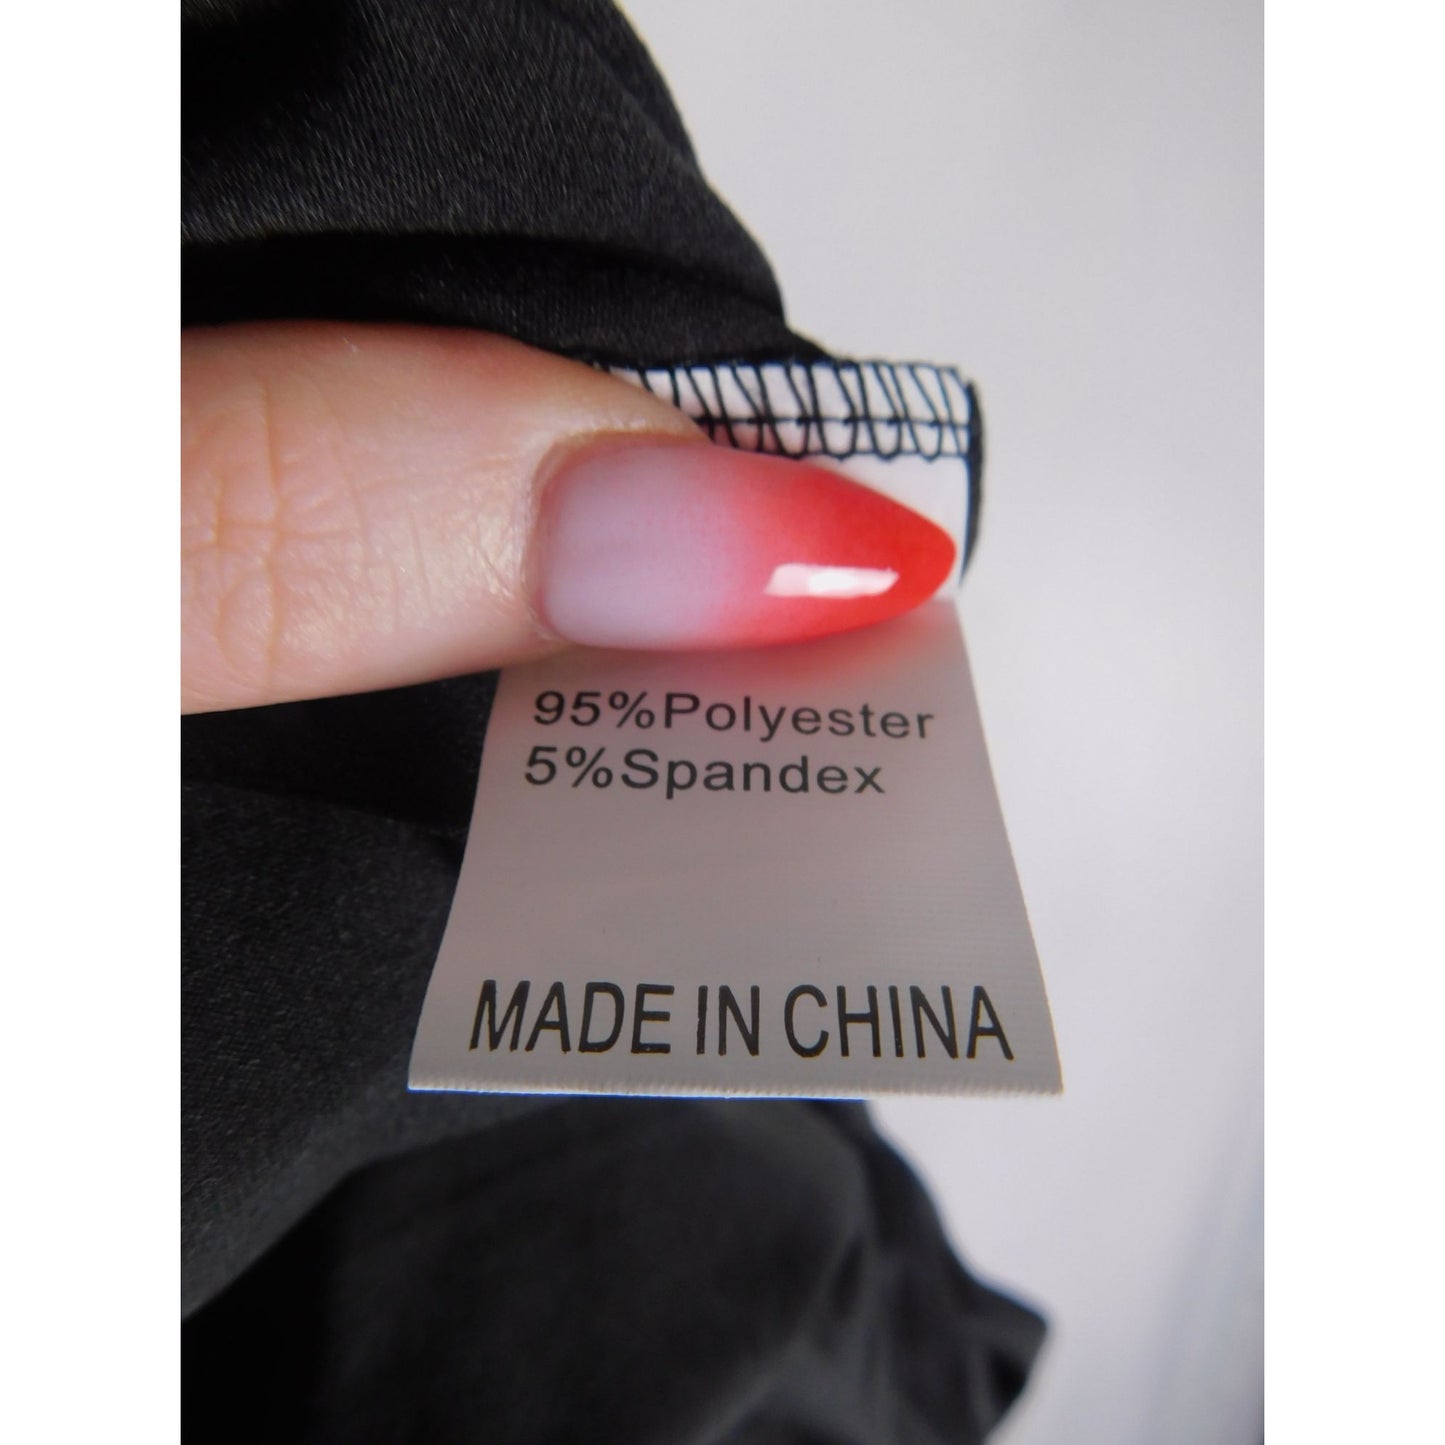 95%Polyester
5%Spandex
MADE IN CHINA